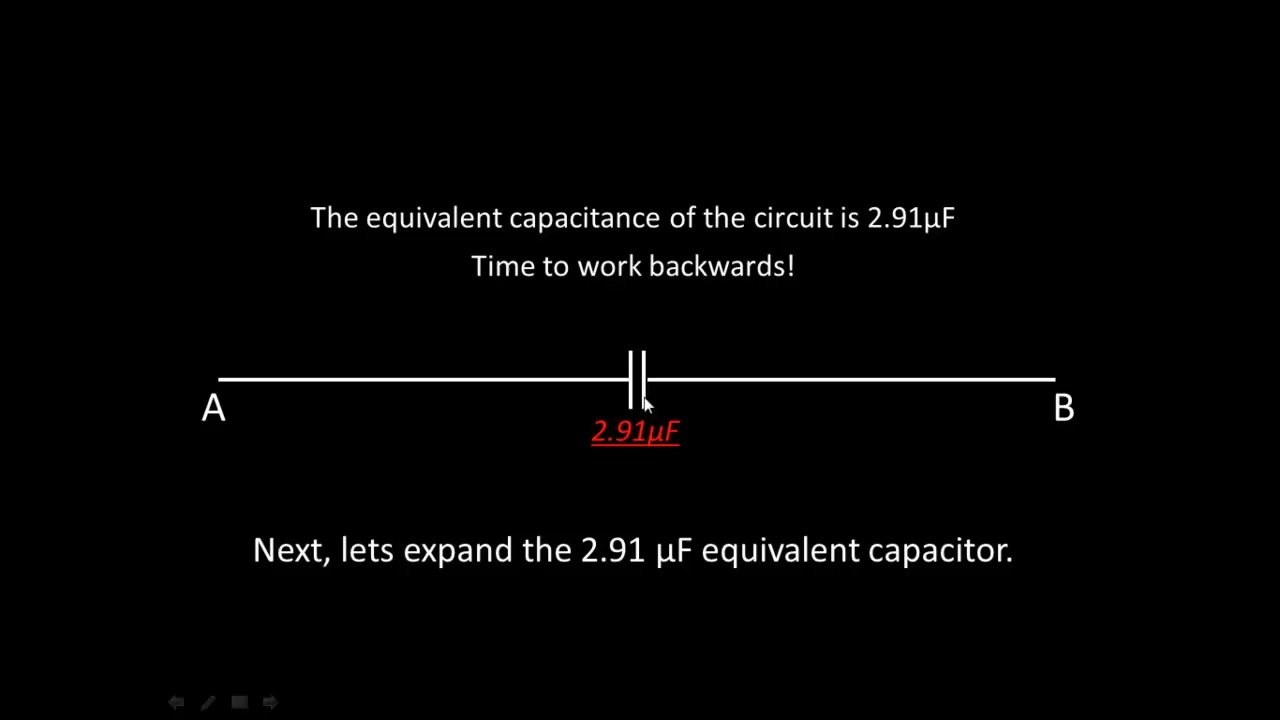 The equivalent capacitance of the circuit is 2.91µF
Time to work backwards!
A
B
2.91µF
Next, lets expand the 2.91 µF equivalent capacitor.